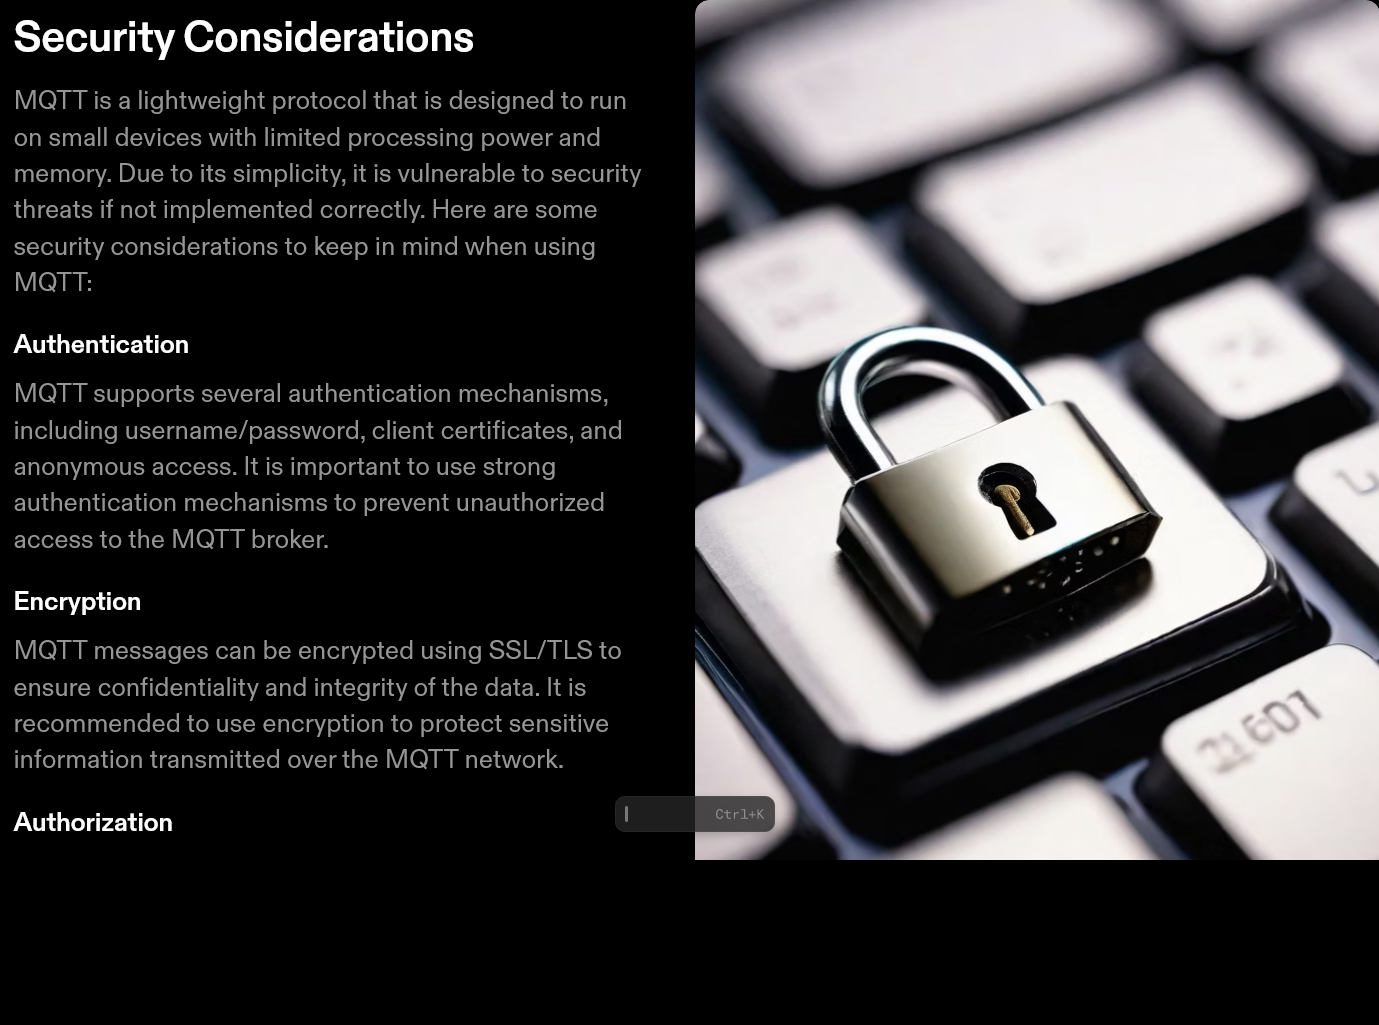 Security Considerations
MQTT is a lightweight protocol that is designed to run
on small devices with limited processing power and
memory. Due to its simplicity, it is vulnerable to security
threats if not implemented correctly. Here are some
security considerations to keep in mind when using
MQTT:
Authentication
MQTT supports several authentication mechanisms,
including username/password, client certificates, and
anonymous access. It is important to use strong
authentication mechanisms to prevent unauthorized
access to the MQTT broker.
Encryption
MQTT messages can be encrypted using SSL/TLS to
ensure confidentiality and integrity of the data. It is
recommended to use encryption to protect sensitive
information transmitted over the MQTT network.
Authorization
Ctrl+K